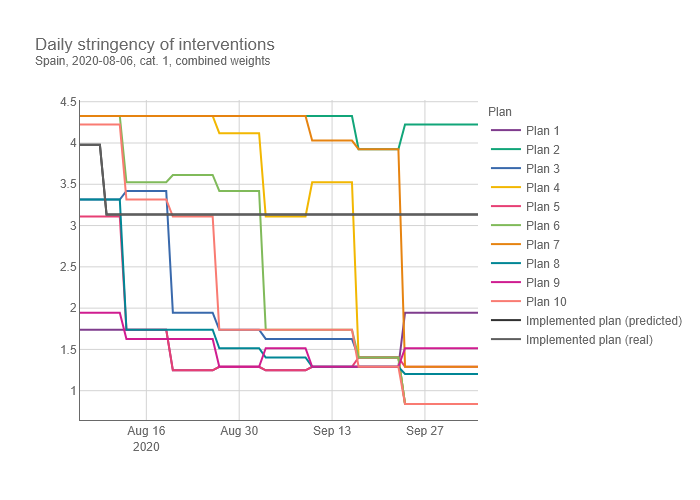 Daily stringency of interventions
Spain, 2020-08-06, cat. 1, combined weights
4.5
4
3.5
3
2.5
2
1.5
1
Aug 16
2020
Aug 30
Sep 13
Sep 27
Plan
Plan 1
Plan 2
Plan 3
Plan 4
Plan 5
Plan 6
Plan 7
Plan 8
Plan 9
Plan 10
Implemented plan (predicted)
Implemented plan (real)